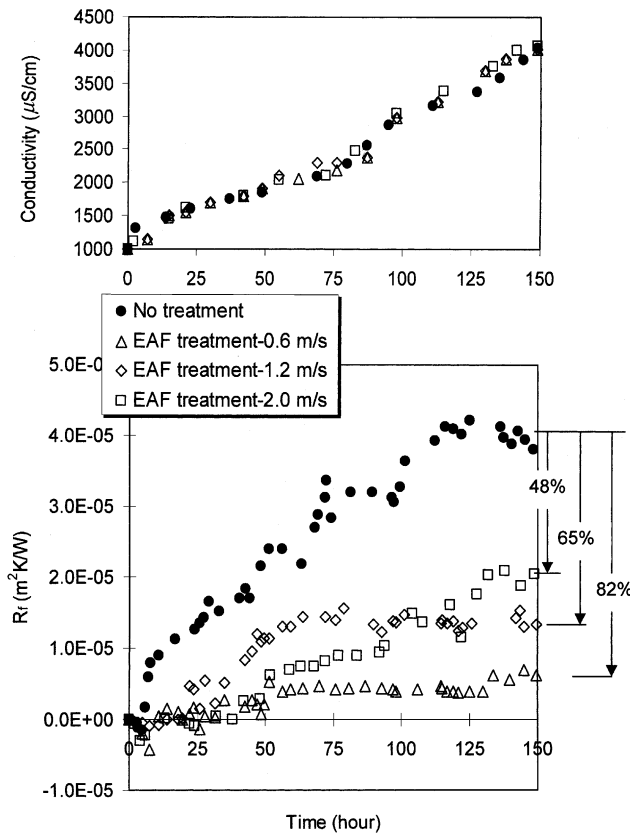 4500
4000
3500
3000
2500
2000
1500
1000
Conductivity (µS/cm)
0 25 50 75 100 125 150
No treatment
EAF treatment-0.6 m/s
EAF treatment-1.2 m/s
EAF treatment-2.0 m/s
5.0E-0
4.0E-05
3.0E-05
2.0E-05
1.0E-05
0.0E+00
-1.0E-05
Rf (m²K/W)
48%
65%
82%
0 25 50 75 100 125 150
Time (hour)